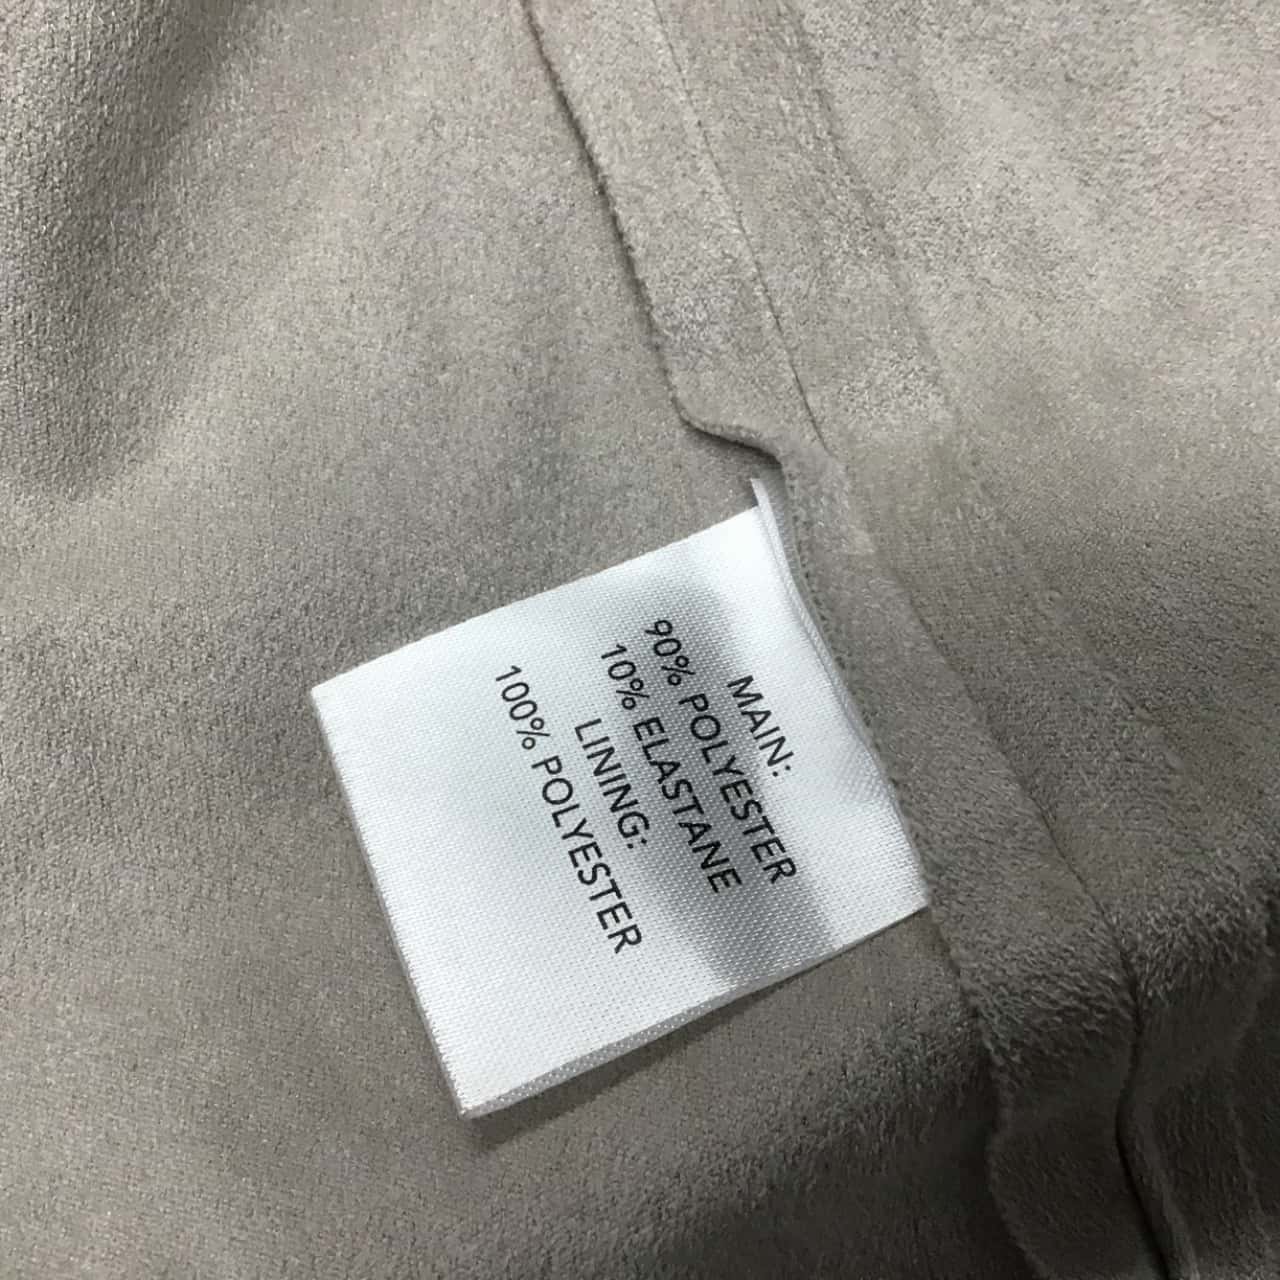 MAIN:
90% POLYESTER
10% ELASTANE
LINING:
100% POLYESTER